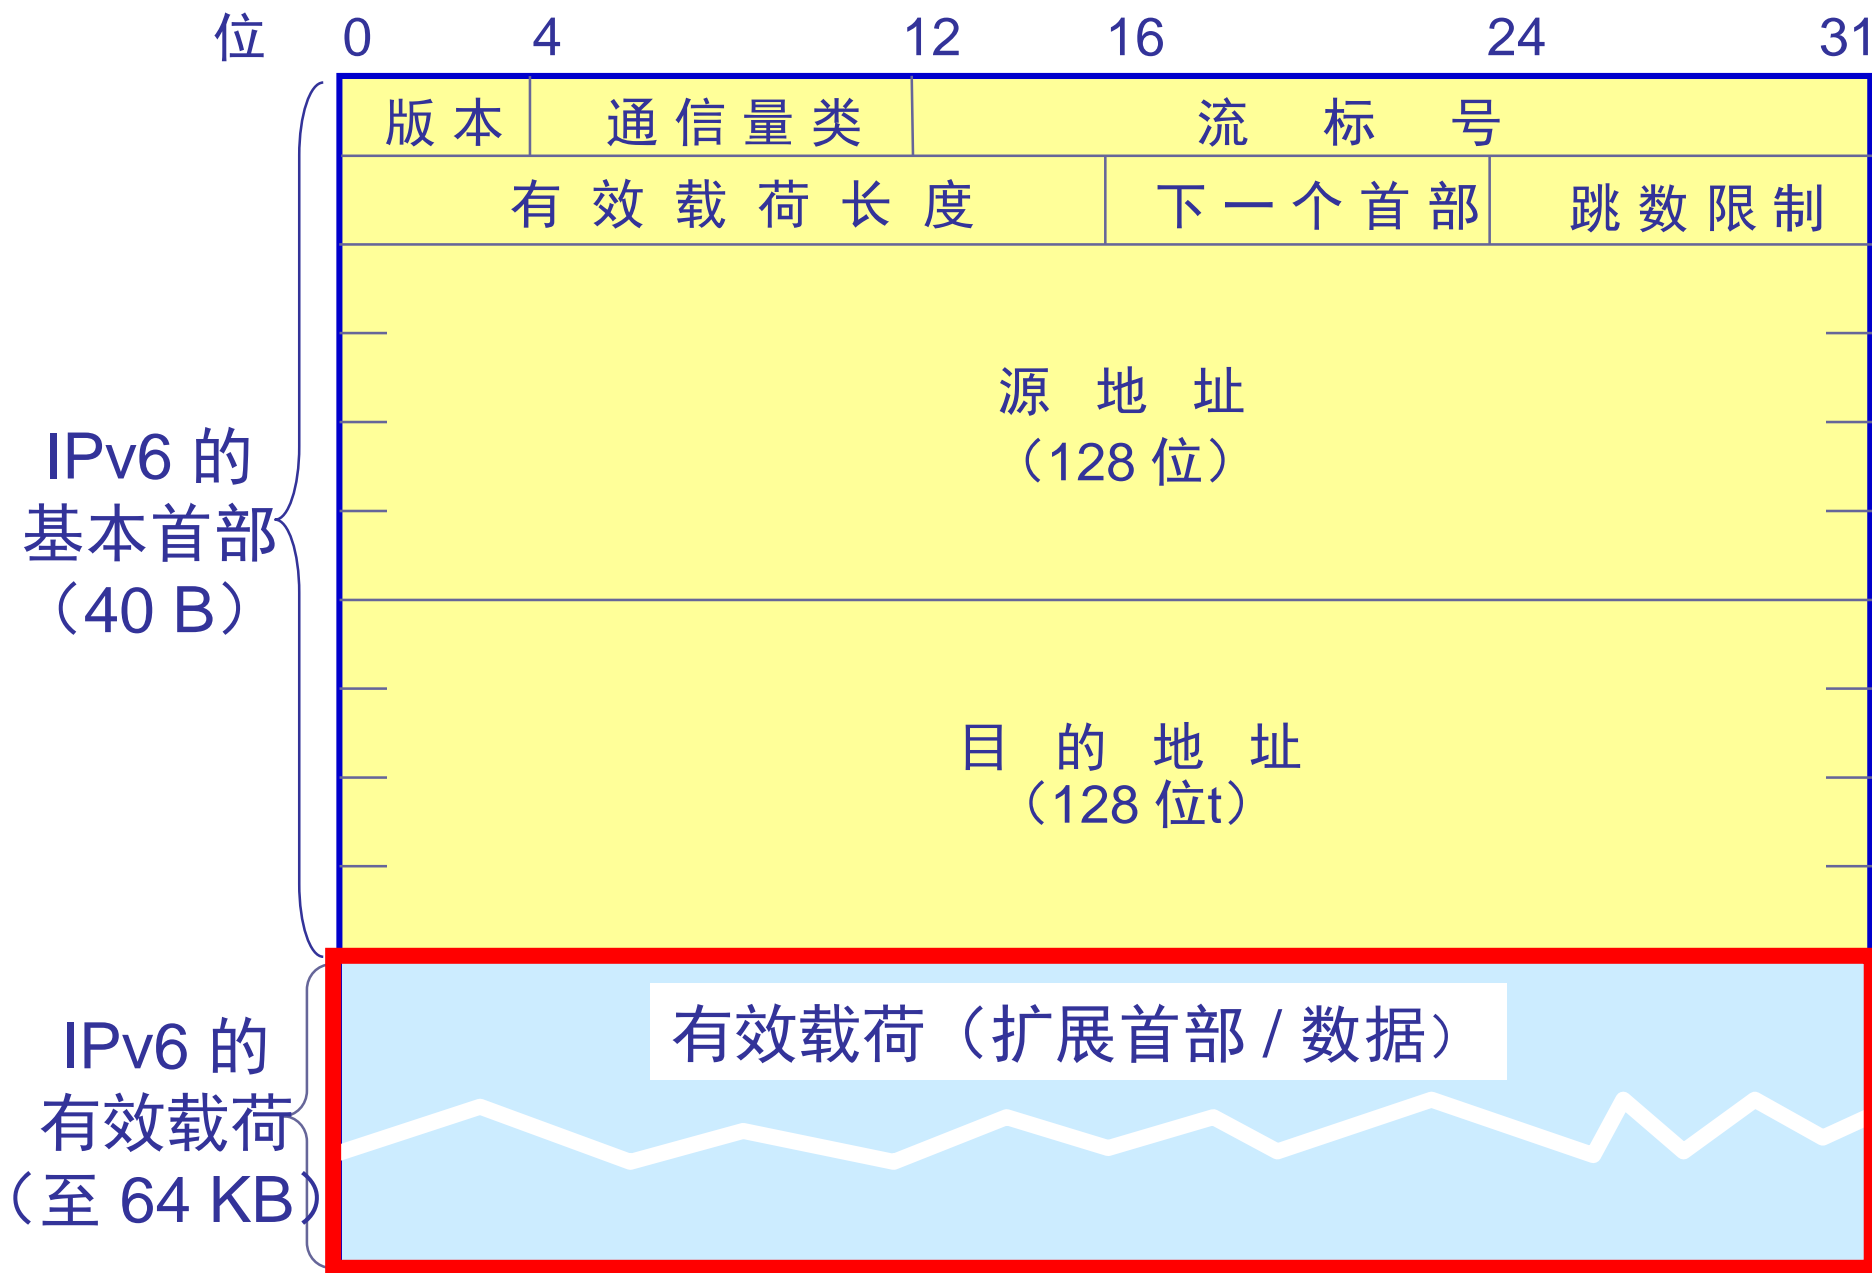 位 0 4 12 16 24 31
版本 通信量类 流标号
有效载荷长度 下一个首部 跳数限制
源地址
（128 位）
IPv6 的
基本首部
（40 B）
目的地址
（128 位t）
有效载荷（扩展首部 / 数据）
IPv6 的
有效载荷
（至 64 KB）